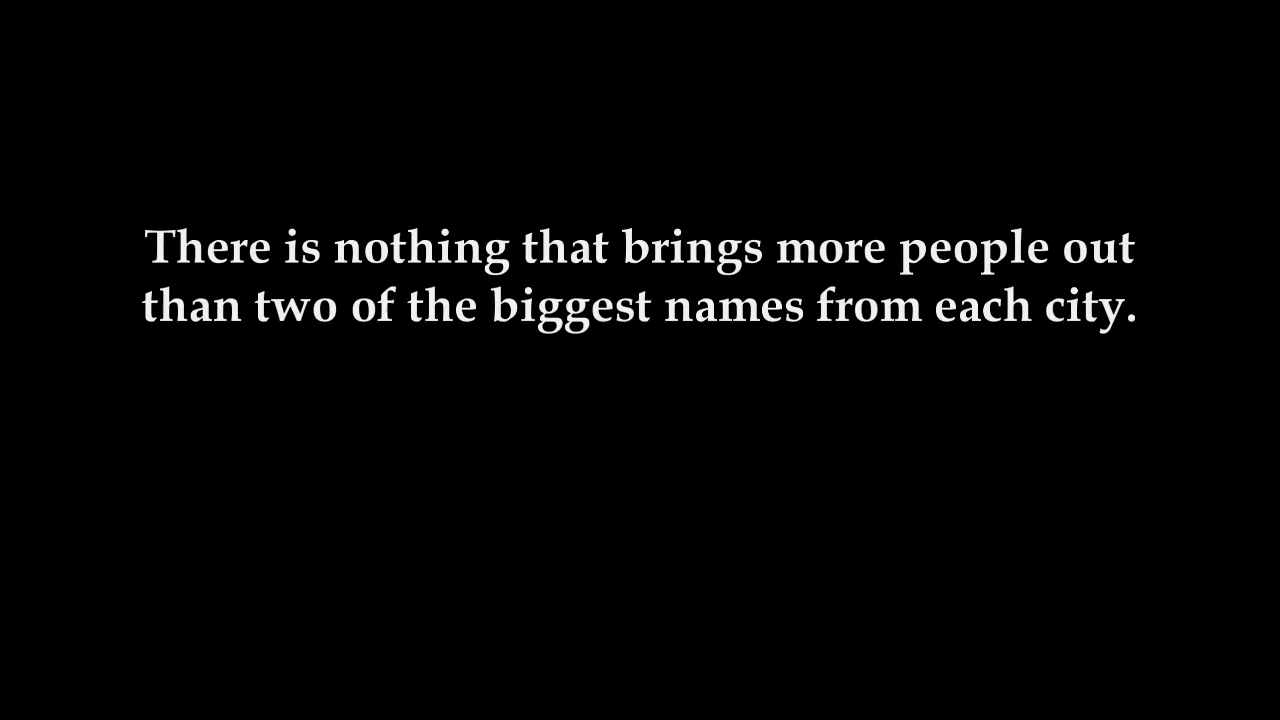 There is nothing that brings more people out
than two of the biggest names from each city.